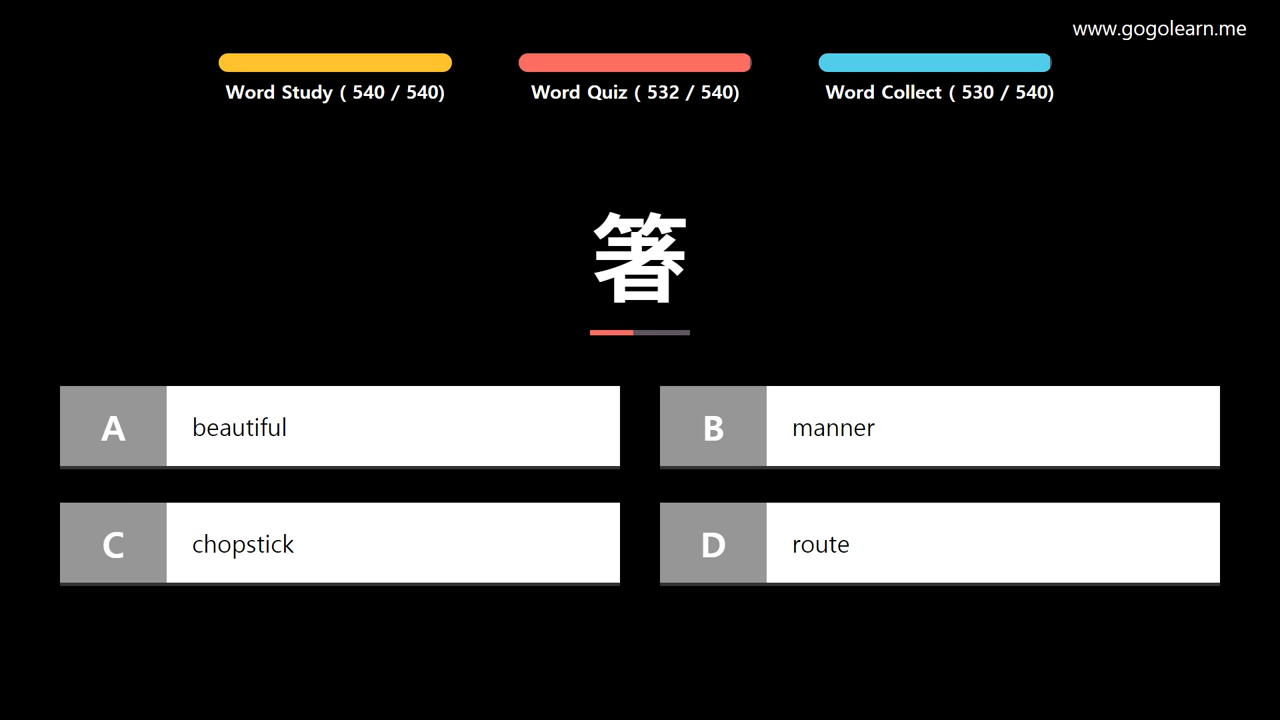 www.gogolearn.me
Word Study ( 540 / 540)
Word Quiz ( 532 / 540)
Word Collect ( 530 / 540)
箸
A beautiful
B manner
C chopstick
D route